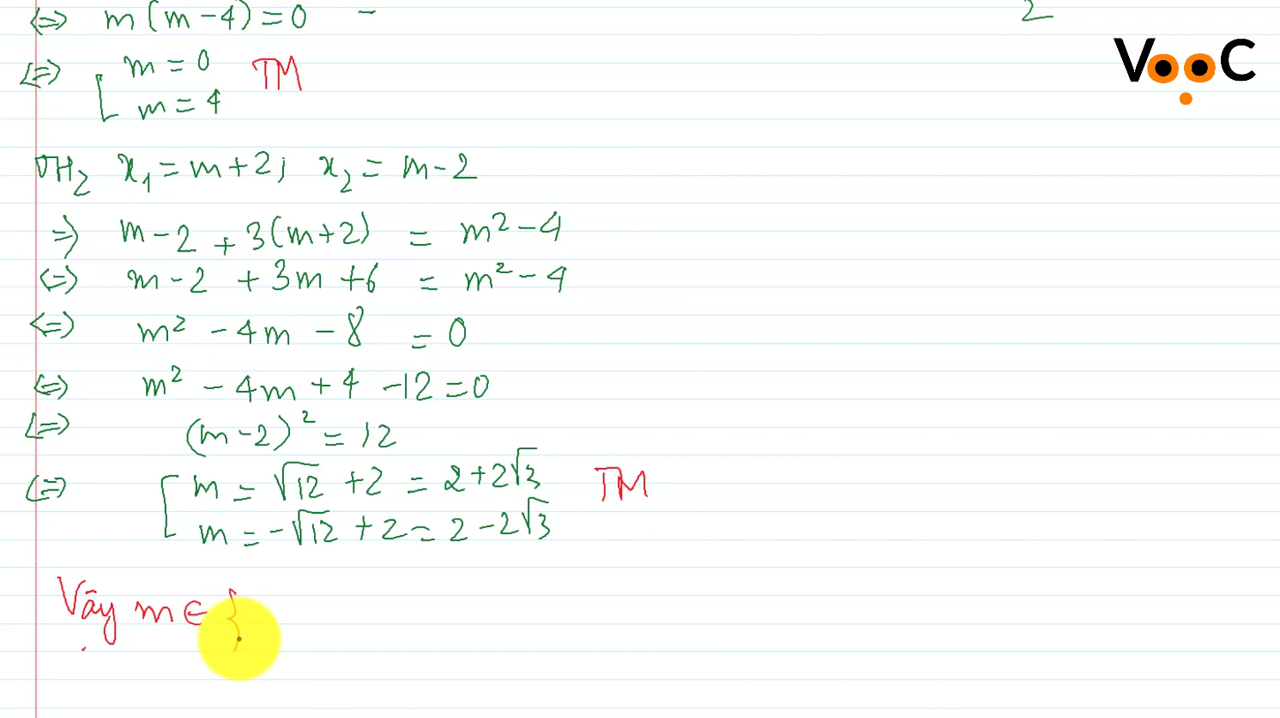 ⇔ m(m-4) = 0 -
2
VOOC
⇔ [ m = 0 TM
m = 4
TH2 x₁ = m+2; x₂ = m-2
⇒ m-2 + 3(m+2) = m² - 4
⇔ m-2 + 3m + 6 = m² - 4
⇔ m² - 4m - 8 = 0
⇔ m² - 4m + 4 - 12 = 0
⇔ (m-2)² = 12
⇔ [ m = √12 + 2 = 2 + 2√3 TM
m = -√12 + 2 = 2 - 2√3
Vậy m ∈ {